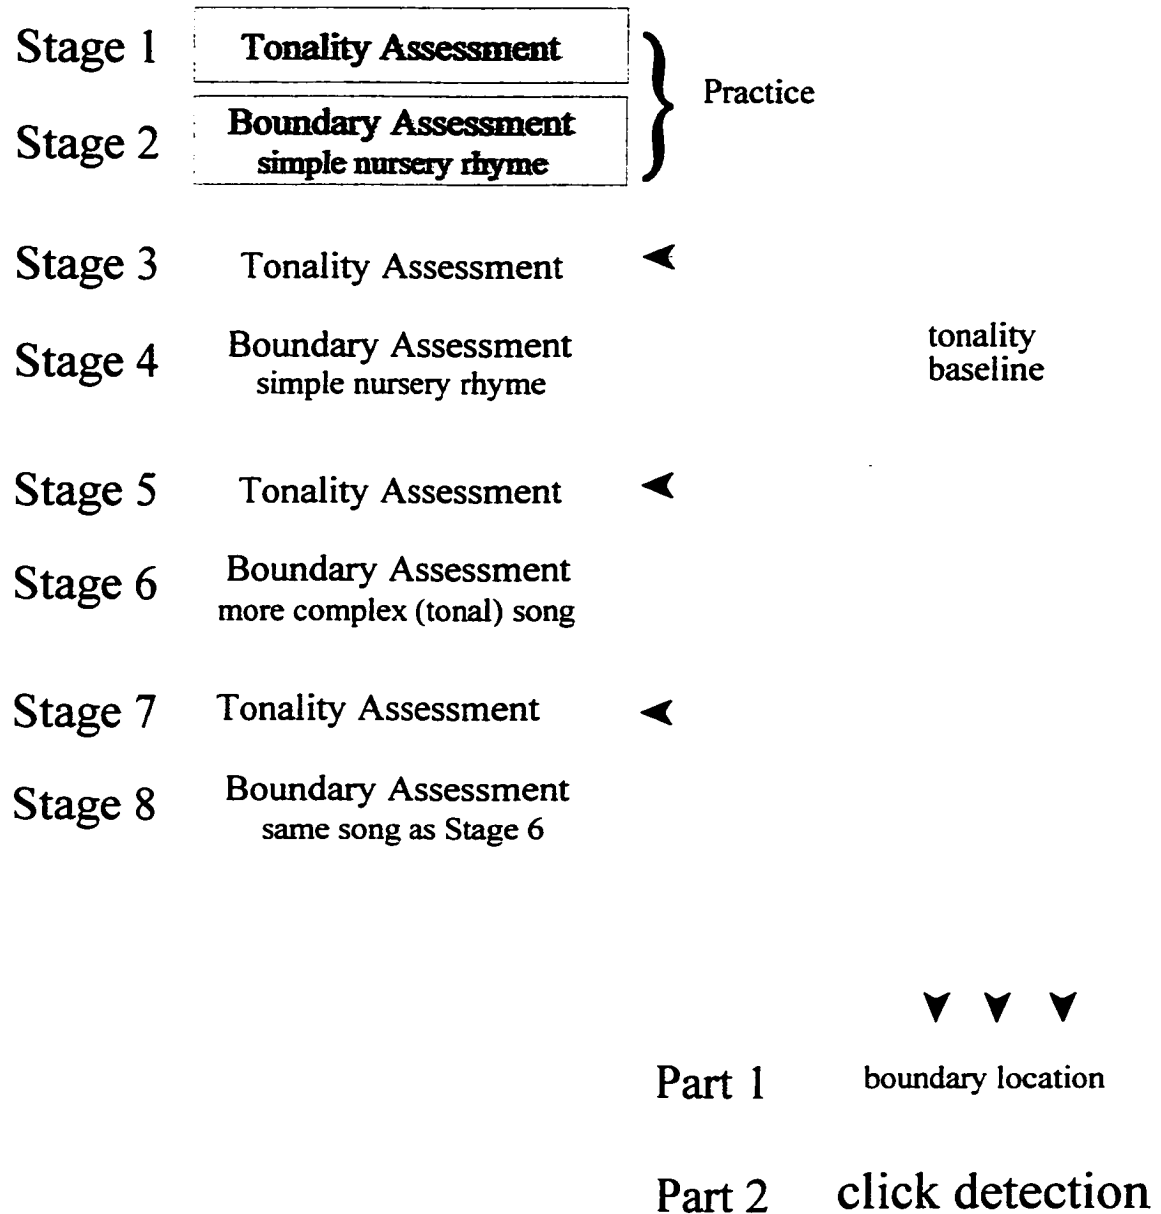 Stage 1 Tonality Assessment
Practice
Stage 2 Boundary Assessment
simple nursery rhyme
Stage 3 Tonality Assessment
Stage 4 Boundary Assessment
simple nursery rhyme
tonality
baseline
Stage 5 Tonality Assessment
Stage 6 Boundary Assessment
more complex (tonal) song
Stage 7 Tonality Assessment
Stage 8 Boundary Assessment
same song as Stage 6
Part 1 boundary location
Part 2 click detection